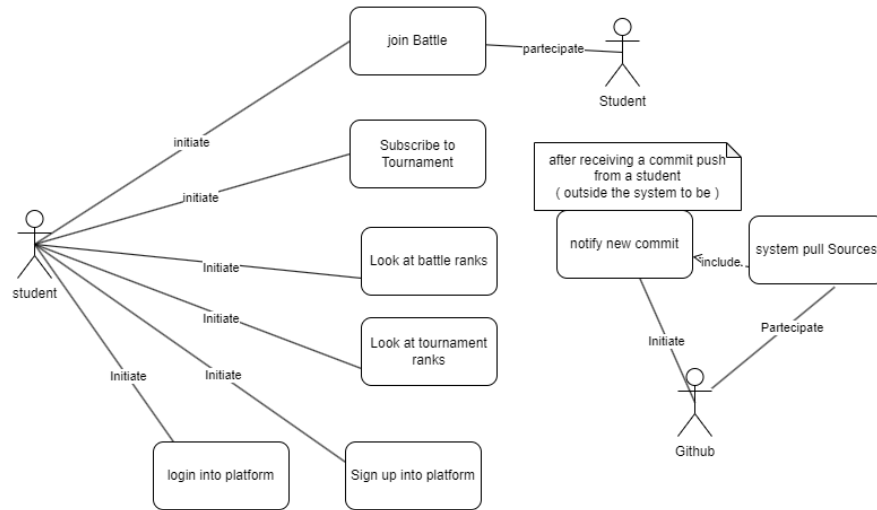 join Battle
partecipate
Student
initiate
Subscribe to
Tournament
initiate
after receiving a commit push
from a student
( outside the system to be )
notify new commit
include.
system pull Sources
student
Initiate
Look at battle ranks
Initiate
Look at tournament
ranks
Initiate
Partecipate
Initiate
Initiate
login into platform
Sign up into platform
Github